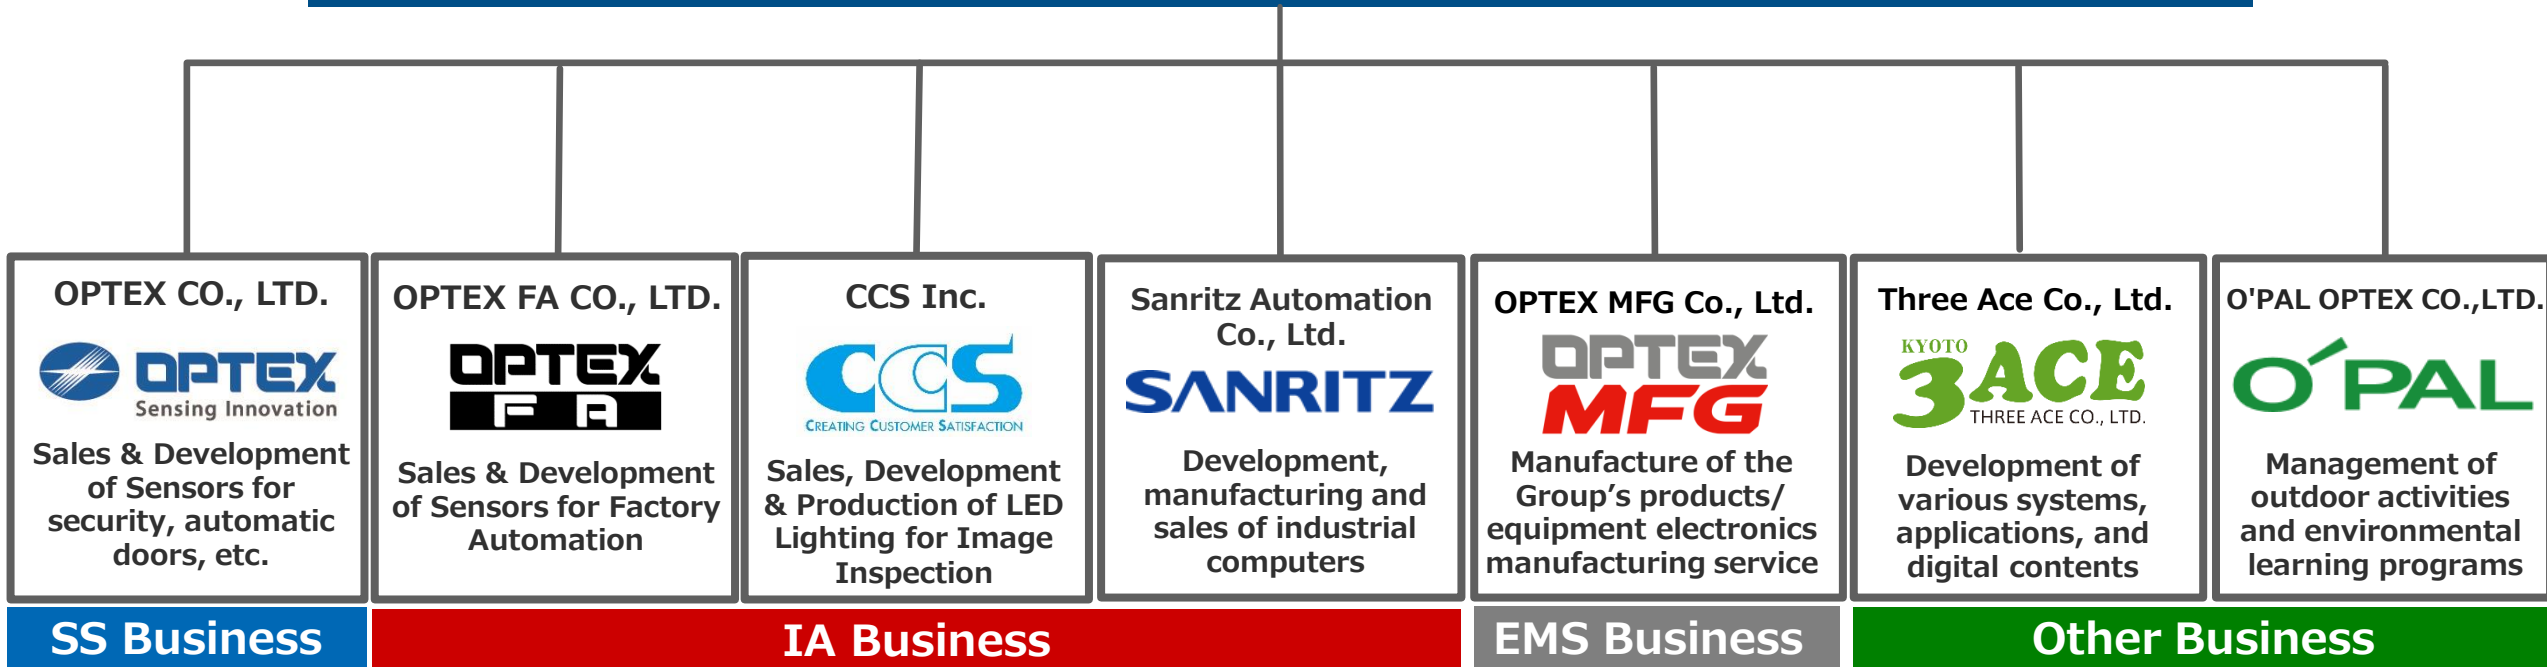 OPTEX CO., LTD.
OPTEX
Sensing Innovation
Sales & Development
of Sensors for
security, automatic
doors, etc.
OPTEX FA CO., LTD.
OPTEX
FA
Sales & Development
of Sensors for Factory
Automation
CCS Inc.
CCS
CREATING CUSTOMER SATISFACTION
Sales, Development
& Production of LED
Lighting for Image
Inspection
Sanritz Automation
Co., Ltd.
SANRITZ
Development,
manufacturing and
sales of industrial
computers
OPTEX MFG Co., Ltd.
OPTEX
MFG
Manufacture of the
Group’s products/
equipment electronics
manufacturing service
Three Ace Co., Ltd.
KYOTO
3ACE
THREE ACE CO., LTD.
Development of
various systems,
applications, and
digital contents
O'PAL OPTEX CO.,LTD.
O'PAL
Management of
outdoor activities
and environmental
learning programs
SS Business
IA Business
EMS Business
Other Business